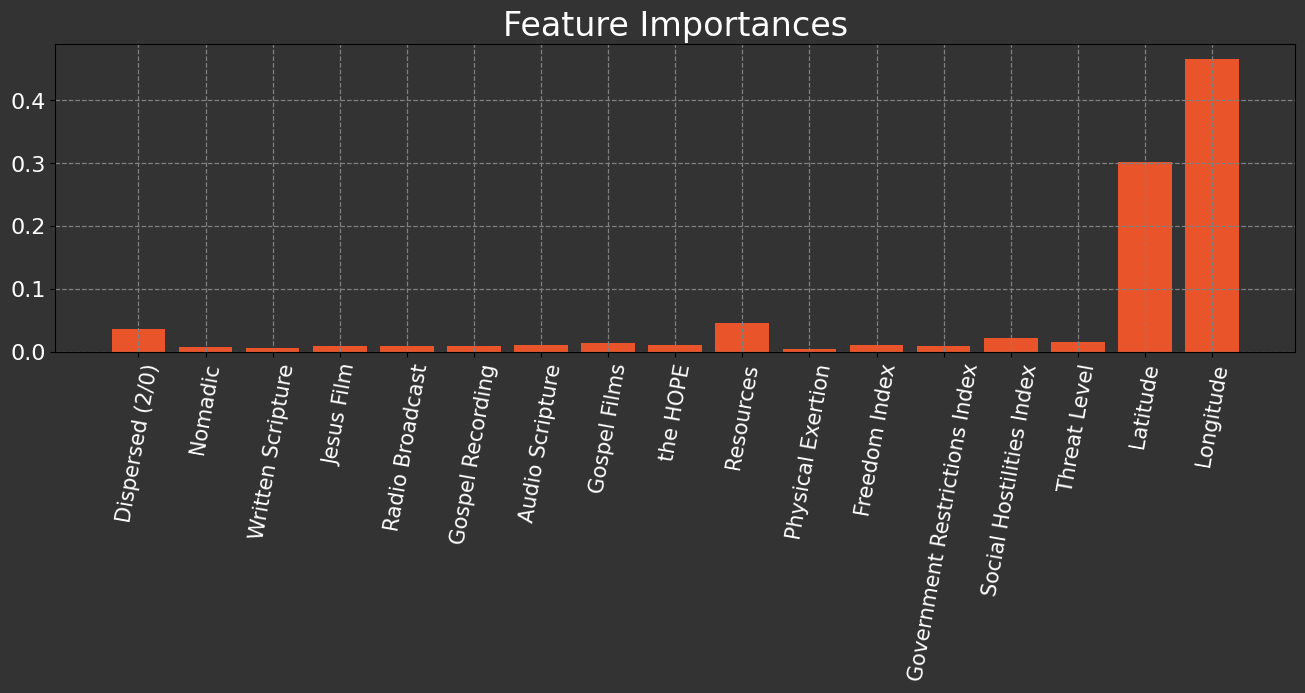 Feature Importances
0.4
0.3
0.2
0.1
0.0
Dispersed (2/0)
Nomadic
Written Scripture
Jesus Film
Radio Broadcast
Gospel Recording
Audio Scripture
Gospel Films
the HOPE
Resources
Physical Exertion
Freedom Index
Government Restrictions Index
Social Hostilities Index
Threat Level
Latitude
Longitude